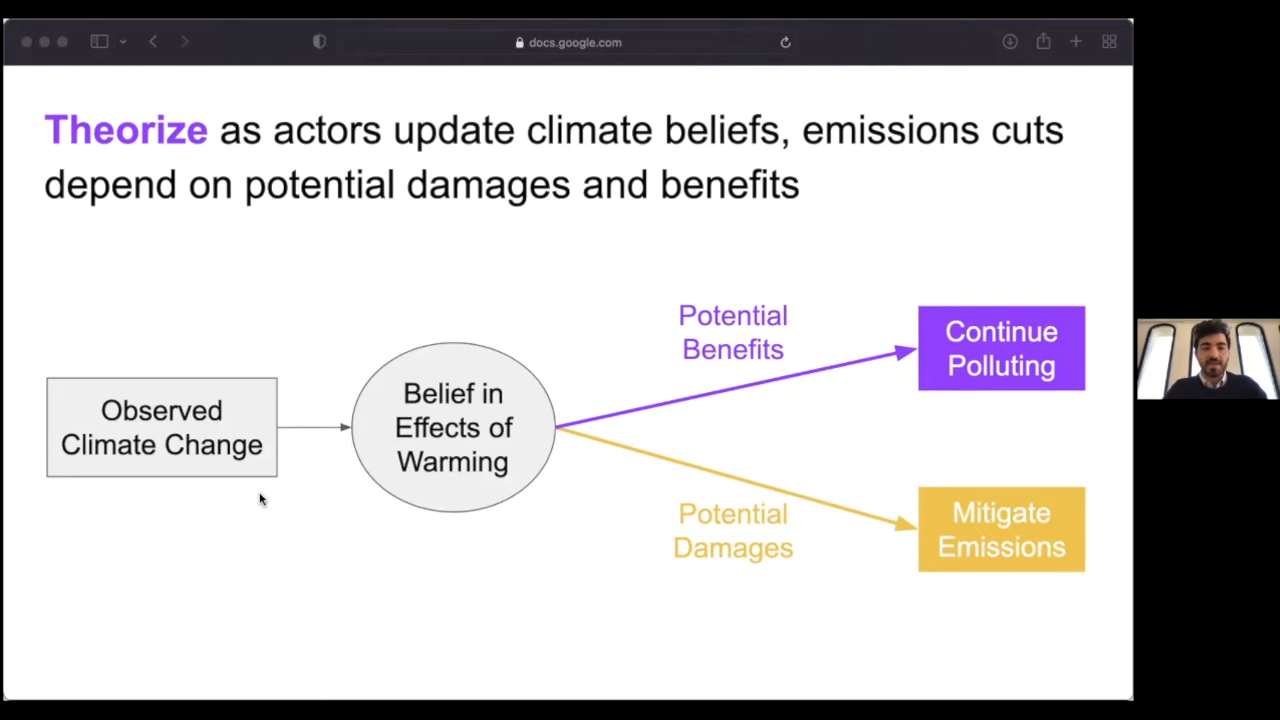 docs.google.com
Theorize as actors update climate beliefs, emissions cuts
depend on potential damages and benefits
Observed
Climate Change
Belief in
Effects of
Warming
Potential
Benefits
Continue
Polluting
Potential
Damages
Mitigate
Emissions